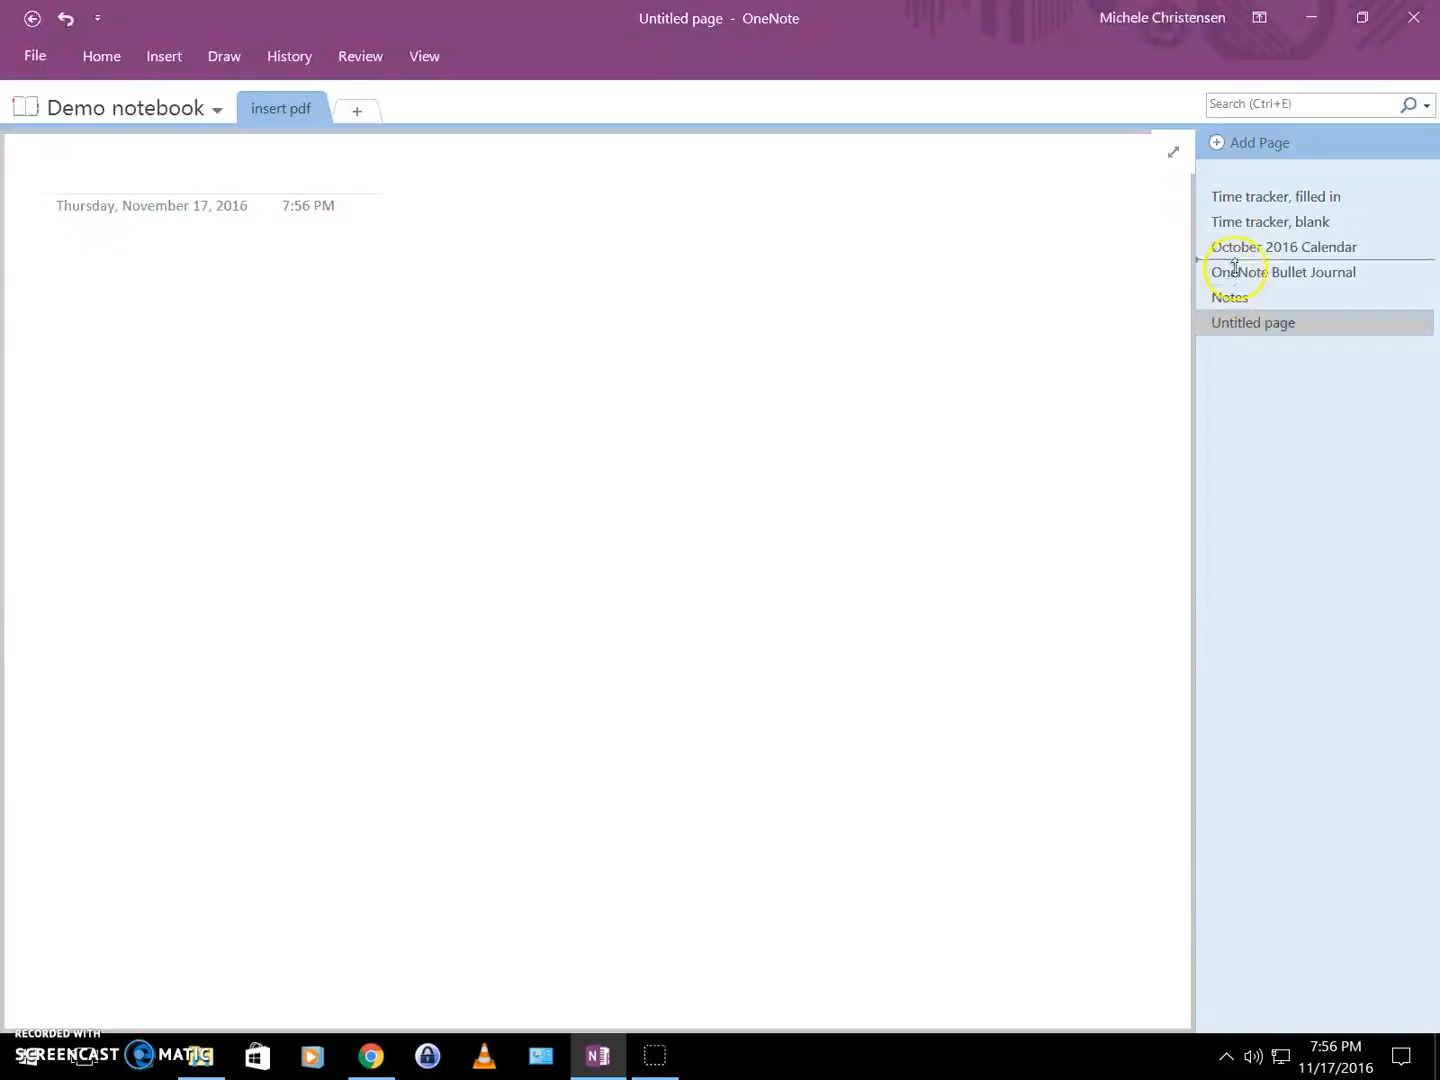 Untitled page - OneNote
Michele Christensen
File
Home
Insert
Draw
History
Review
View
Demo notebook
insert pdf
+
Search (Ctrl+E)
Add Page
Thursday, November 17, 2016
7:56 PM
Time tracker, filled in
Time tracker, blank
October 2016 Calendar
OneNote Bullet Journal
Notes
Untitled page
RECORDED WITH
SCREENCAST MATIC
N
7:56 PM
11/17/2016